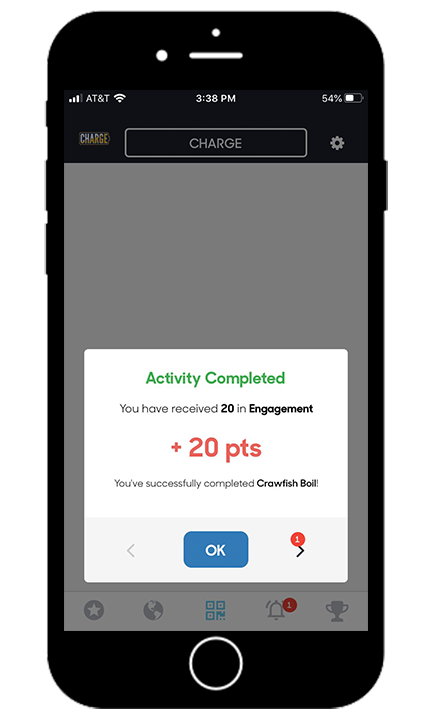 AT&T
3:38 PM
54%
CHARGE
CHARGE
Activity Completed
You have received 20 in Engagement
+ 20 pts
You've successfully completed Crawfish Boil!
OK
1
1